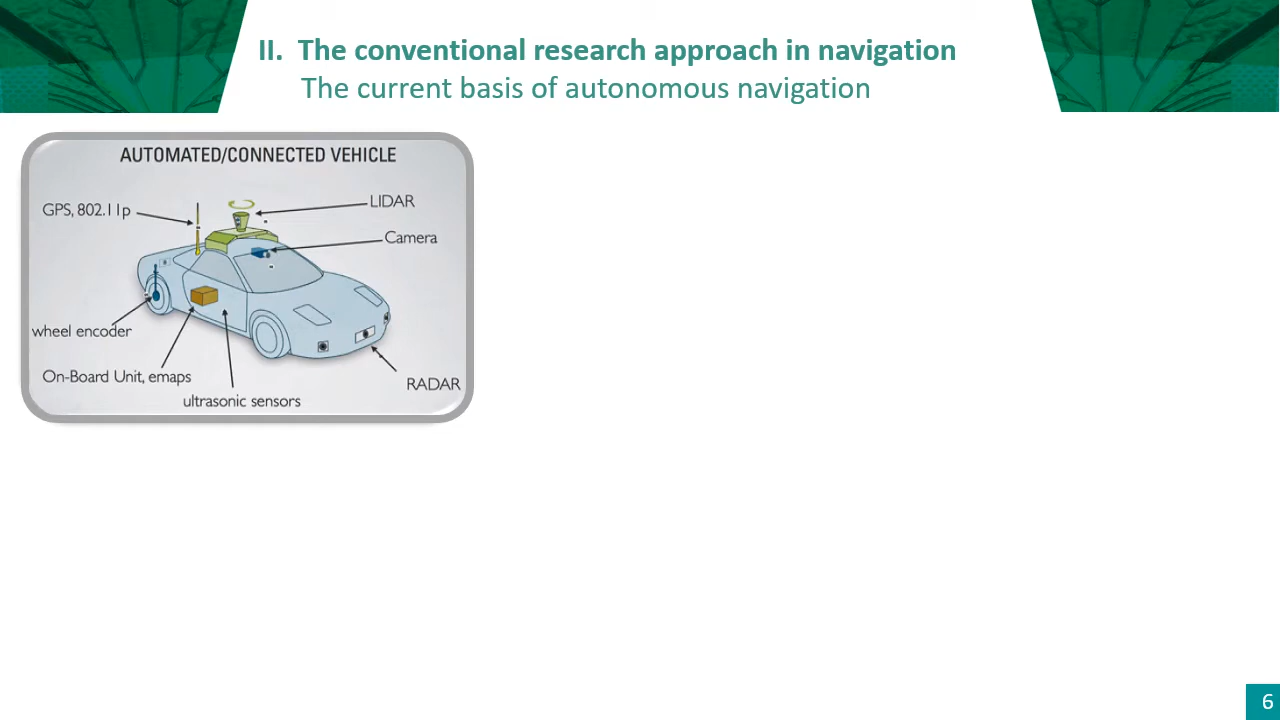 II. The conventional research approach in navigation
The current basis of autonomous navigation
AUTOMATED/CONNECTED VEHICLE
GPS, 802.11p
LIDAR
Camera
wheel encoder
On-Board Unit, emaps
RADAR
ultrasonic sensors
6